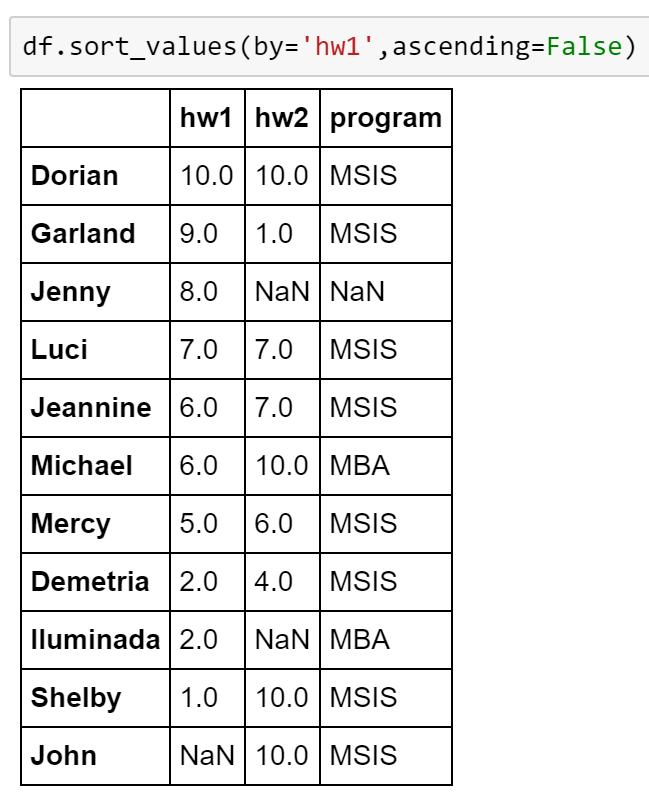 df.sort_values(by='hw1',ascending=False)
hw1 hw2 program
Dorian 10.0 10.0 MSIS
Garland 9.0 1.0 MSIS
Jenny 8.0 NaN NaN
Luci 7.0 7.0 MSIS
Jeannine 6.0 7.0 MSIS
Michael 6.0 10.0 MBA
Mercy 5.0 6.0 MSIS
Demetria 2.0 4.0 MSIS
Iluminada 2.0 NaN MBA
Shelby 1.0 10.0 MSIS
John NaN 10.0 MSIS